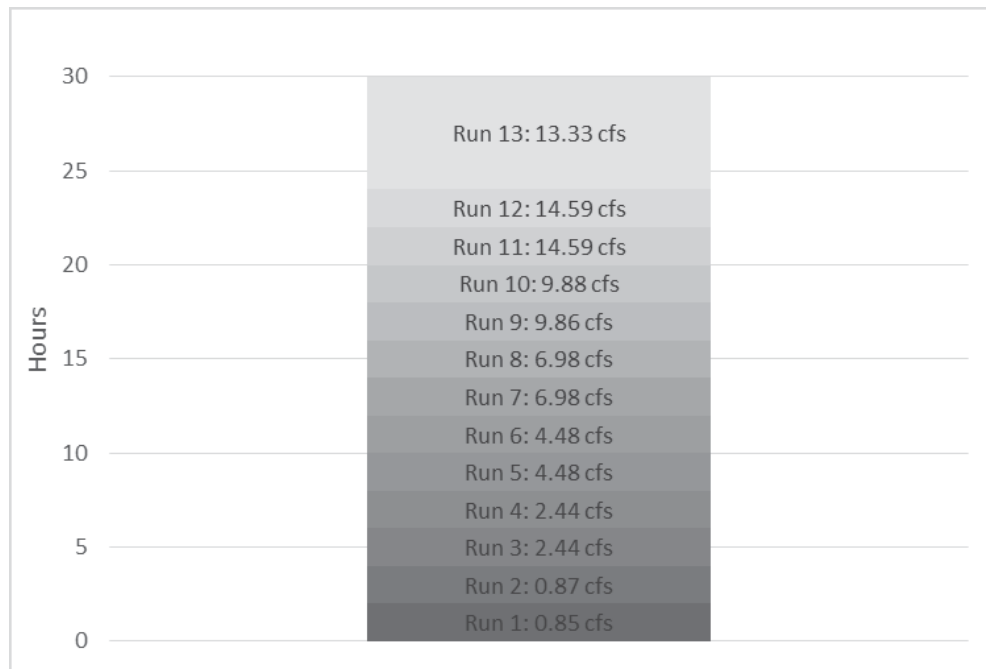 30
25
20
15
10
5
0
Hours
Run 13: 13.33 cfs
Run 12: 14.59 cfs
Run 11: 14.59 cfs
Run 10: 9.88 cfs
Run 9: 9.86 cfs
Run 8: 6.98 cfs
Run 7: 6.98 cfs
Run 6: 4.48 cfs
Run 5: 4.48 cfs
Run 4: 2.44 cfs
Run 3: 2.44 cfs
Run 2: 0.87 cfs
Run 1: 0.85 cfs